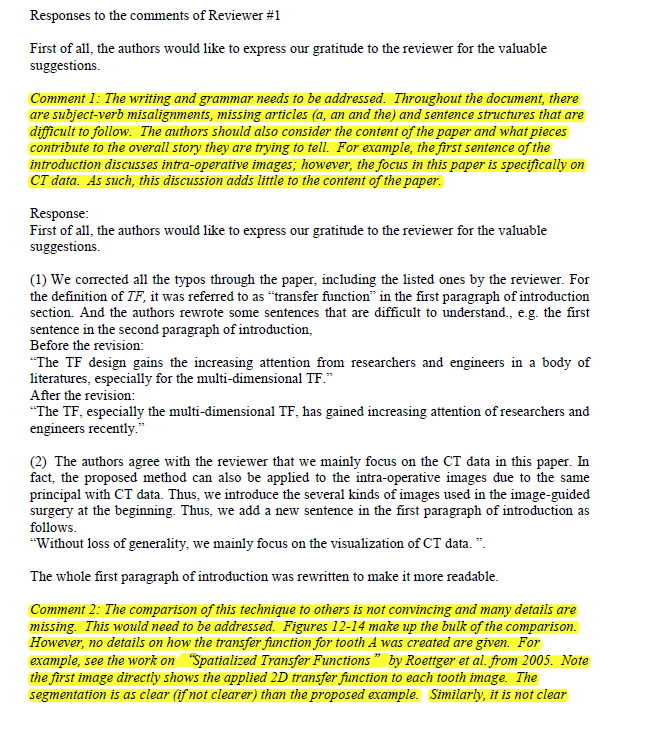 Responses to the comments of Reviewer #1
First of all, the authors would like to express our gratitude to the reviewer for the valuable
suggestions.
Comment 1: The writing and grammar needs to be addressed.  Throughout the document, there
are subject-verb misalignments, missing articles (a, an and the) and sentence structures that are
difficult to follow.  The authors should also consider the content of the paper and what pieces
contribute to the overall story they are trying to tell.  For example, the first sentence of the
introduction discusses intra-operative images; however, the focus in this paper is specifically on
CT data.  As such, this discussion adds little to the content of the paper.
Response:
First of all, the authors would like to express our gratitude to the reviewer for the valuable
suggestions.
(1) We corrected all the typos through the paper, including the listed ones by the reviewer. For
the definition of TF, it was referred to as “transfer function” in the first paragraph of introduction
section. And the authors rewrote some sentences that are difficult to understand., e.g. the first
sentence in the second paragraph of introduction,
Before the revision:
“The TF design gains the increasing attention from researchers and engineers in a body of
literatures, especially for the multi-dimensional TF.”
After the revision:
“The TF, especially the multi-dimensional TF, has gained increasing attention of researchers and
engineers recently.”
(2) The authors agree with the reviewer that we mainly focus on the CT data in this paper. In
fact, the proposed method can also be applied to the intra-operative images due to the same
principal with CT data. Thus, we introduce the several kinds of images used in the image-guided
surgery at the beginning. Thus, we add a new sentence in the first paragraph of introduction as
follows.
“Without loss of generality, we mainly focus on the visualization of CT data. ”.
The whole first paragraph of introduction was rewritten to make it more readable.
Comment 2: The comparison of this technique to others is not convincing and many details are
missing.  This would need to be addressed.  Figures 12-14 make up the bulk of the comparison.
However, no details on how the transfer function for tooth A was created are given.  For
example, see the work on “Spatialized Transfer Functions” by Roettger et al. from 2005.  Note
the first image directly shows the applied 2D transfer function to each tooth image.  The
segmentation is as clear (if not clearer) than the proposed example.  Similarly, it is not clear